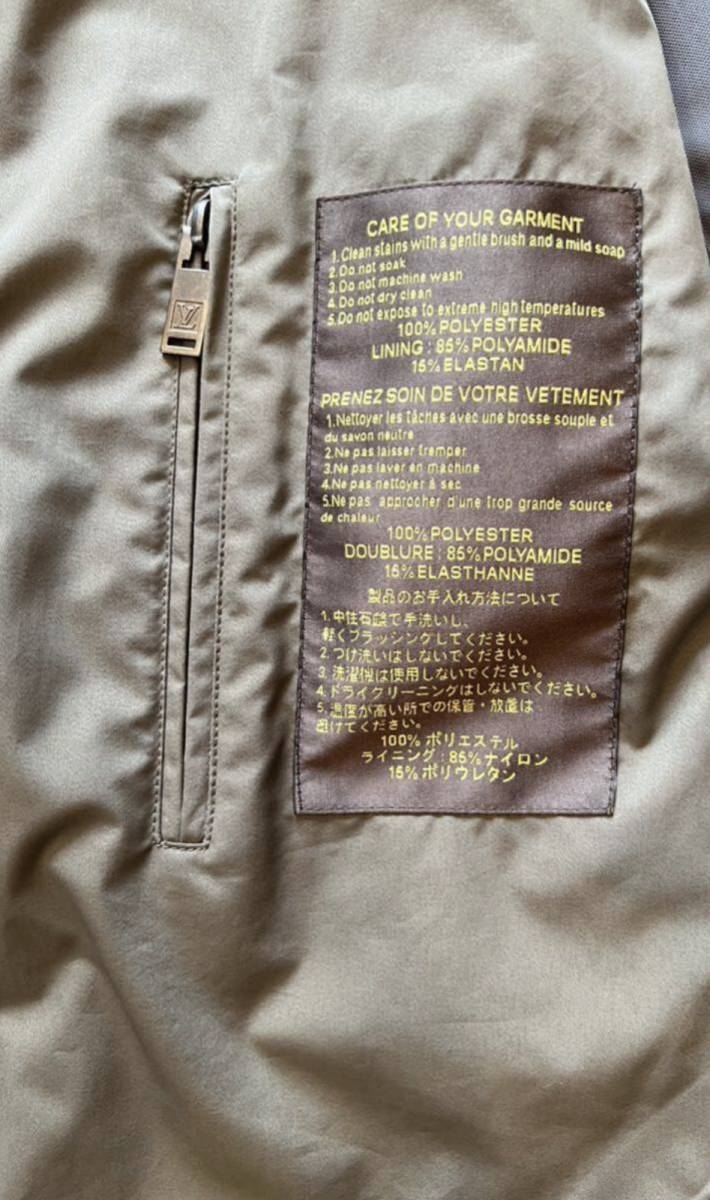 LV
CARE OF YOUR GARMENT
1.Clean stains with a gentle brush and a mild soap
2.Do not soak
3.Do not machine wash
4.Do not dry clean
5.Do not expose to extreme high temperatures
100% POLYESTER
LINING : 85% POLYAMIDE
15% ELASTAN
PRENEZ SOIN DE VOTRE VETEMENT
1.Nettoyer les tâches avec une brosse souple et
du savon neutre
2.Ne pas laisser tremper
3.Ne pas laver en machine
4.Ne pas nettoyer à sec
5.Ne pas approcher d'une trop grande source
de chaleur
100% POLYESTER
DOUBLURE : 85% POLYAMIDE
15% ELASTHANNE
製品のお手入れ方法について
1. 中性石鹸で手洗いし、
軽くブラッシングしてください。
2. つけ洗いはしないでください。
3. 洗濯機は使用しないでください。
4. ドライクリーニングはしないでください。
5. 温度が高い所での保管・放置は
避けてください。
100% ポリエステル
ライニング : 85% ナイロン
15% ポリウレタン